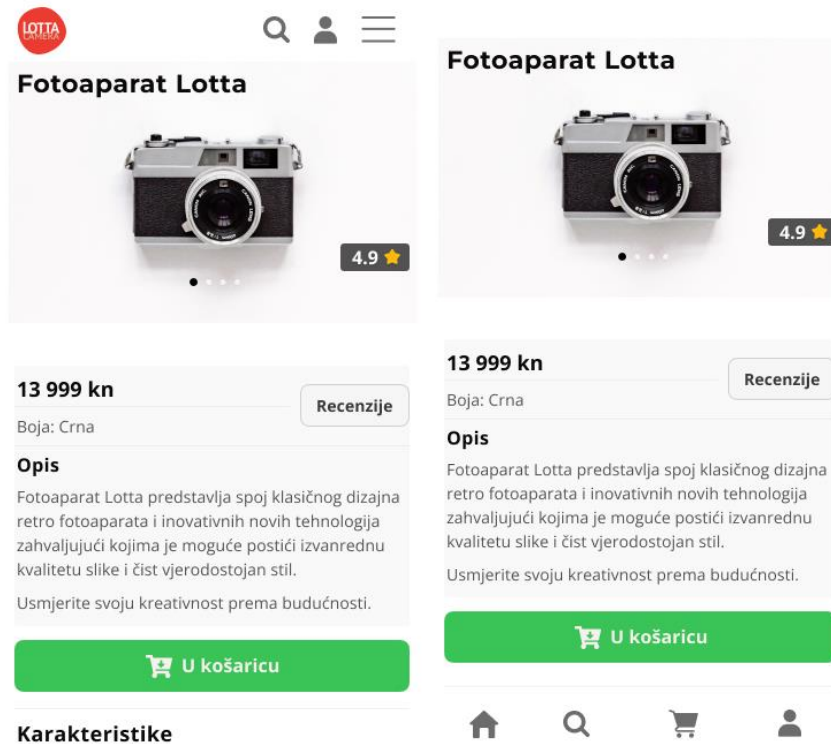 LOTTA
CAMERA
Fotoaparat Lotta
4.9
13 999 kn
Recenzije
Boja: Crna
Opis
Fotoaparat Lotta predstavlja spoj klasičnog dizajna
retro fotoaparata i inovativnih novih tehnologija
zahvaljujući kojima je moguće postići izvanrednu
kvalitetu slike i čist vjerodostojan stil.
Usmjerite svoju kreativnost prema budućnosti.
U košaricu
Karakteristike
Fotoaparat Lotta
4.9
13 999 kn
Recenzije
Boja: Crna
Opis
Fotoaparat Lotta predstavlja spoj klasičnog dizajna
retro fotoaparata i inovativnih novih tehnologija
zahvaljujući kojima je moguće postići izvanrednu
kvalitetu slike i čist vjerodostojan stil.
Usmjerite svoju kreativnost prema budućnosti.
U košaricu